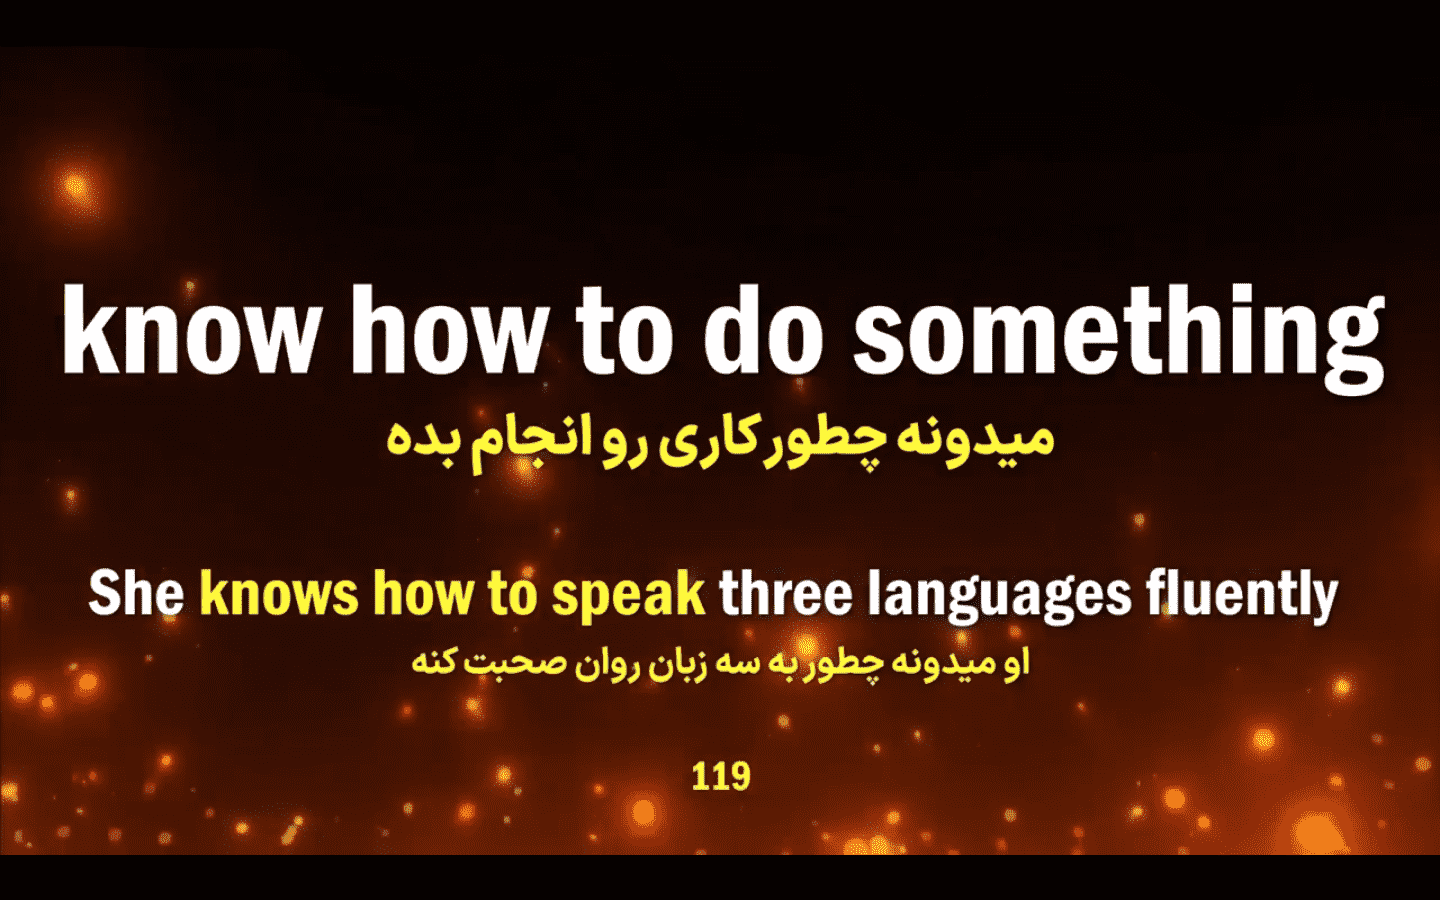 know how to do something
میدونه چطور کاری رو انجام بده
She knows how to speak three languages fluently
او میدونه چطور به سه زبان روان صحبت کنه
119